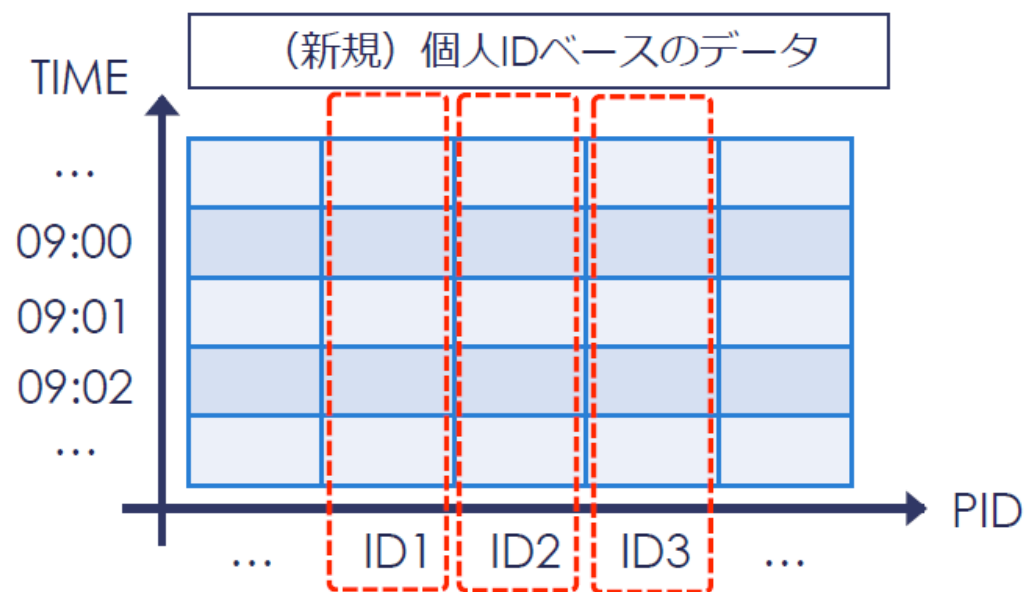 （新規）個人IDベースのデータ
TIME
…
09:00
09:01
09:02
…
PID
… ID1 ID2 ID3 …